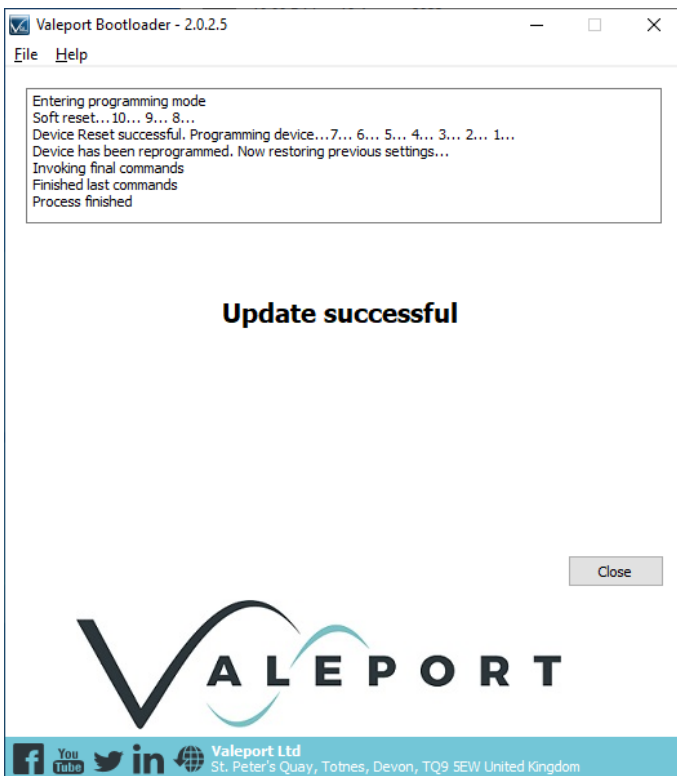 Valeport Bootloader - 2.0.2.5
File Help
Entering programming mode
Soft reset...10... 9... 8...
Device Reset successful. Programming device...7... 6... 5... 4... 3... 2... 1...
Device has been reprogrammed. Now restoring previous settings...
Invoking final commands
Finished last commands
Process finished
Update successful
Close
VALEPORT
You Tube in Valeport Ltd
St. Peter's Quay, Totnes, Devon, TQ9 5EW United Kingdom